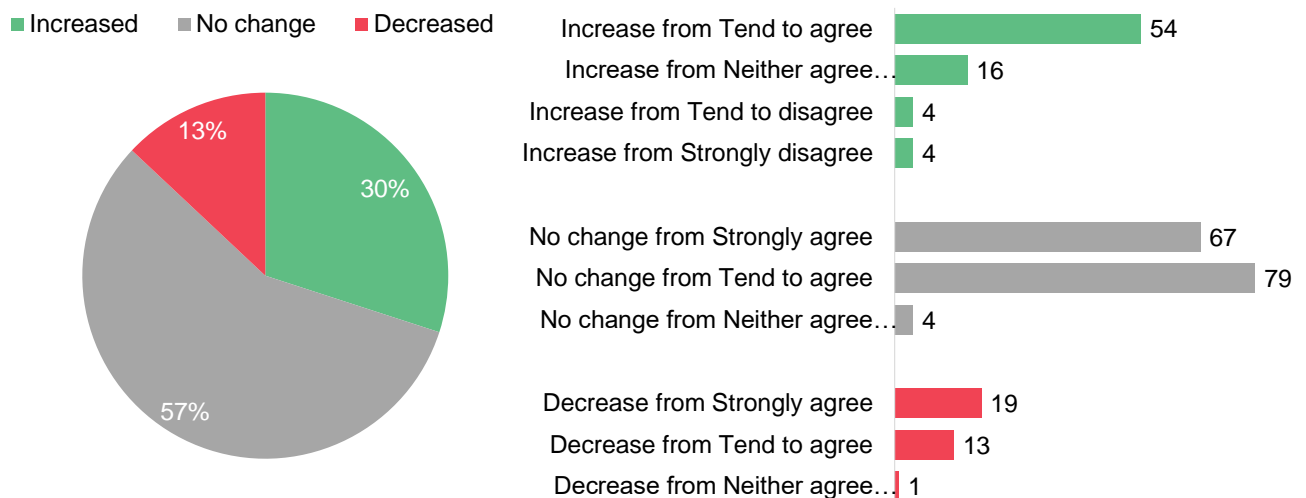 Increased No change Decreased
13%
30%
57%
Increase from Tend to agree 54
Increase from Neither agree… 16
Increase from Tend to disagree 4
Increase from Strongly disagree 4
No change from Strongly agree 67
No change from Tend to agree 79
No change from Neither agree… 4
Decrease from Strongly agree 19
Decrease from Tend to agree 13
Decrease from Neither agree… 1